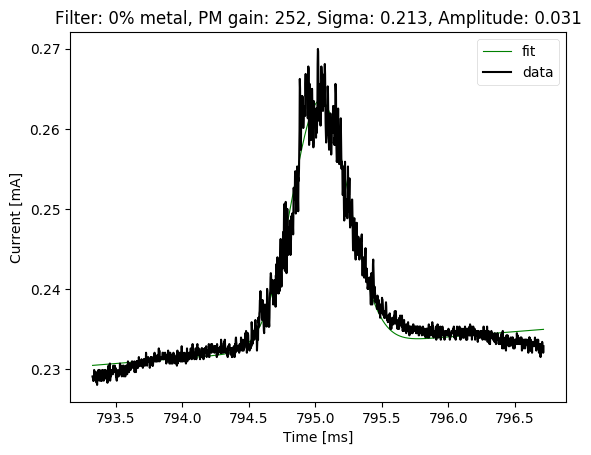 Filter: 0% metal, PM gain: 252, Sigma: 0.213, Amplitude: 0.031
fit
data
0.27
0.26
0.25
0.24
0.23
Current [mA]
793.5 794.0 794.5 795.0 795.5 796.0 796.5
Time [ms]